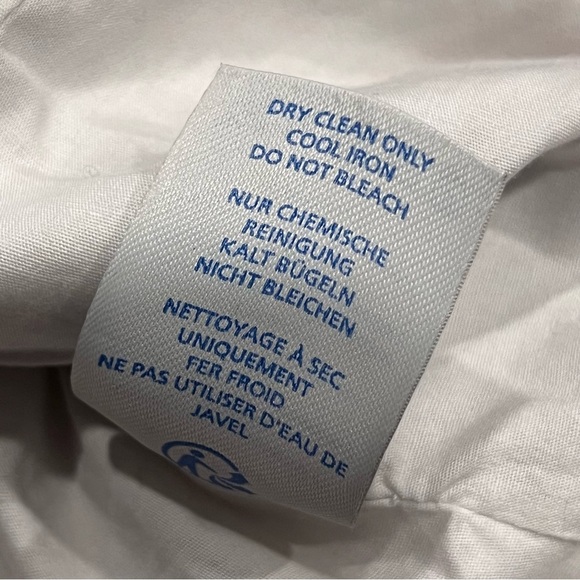 DRY CLEAN ONLY
COOL IRON
DO NOT BLEACH
NUR CHEMISCHE
REINIGUNG
KALT BÜGELN
NICHT BLEICHEN
NETTOYAGE À SEC
UNIQUEMENT
FER FROID
NE PAS UTILISER D'EAU DE
JAVEL